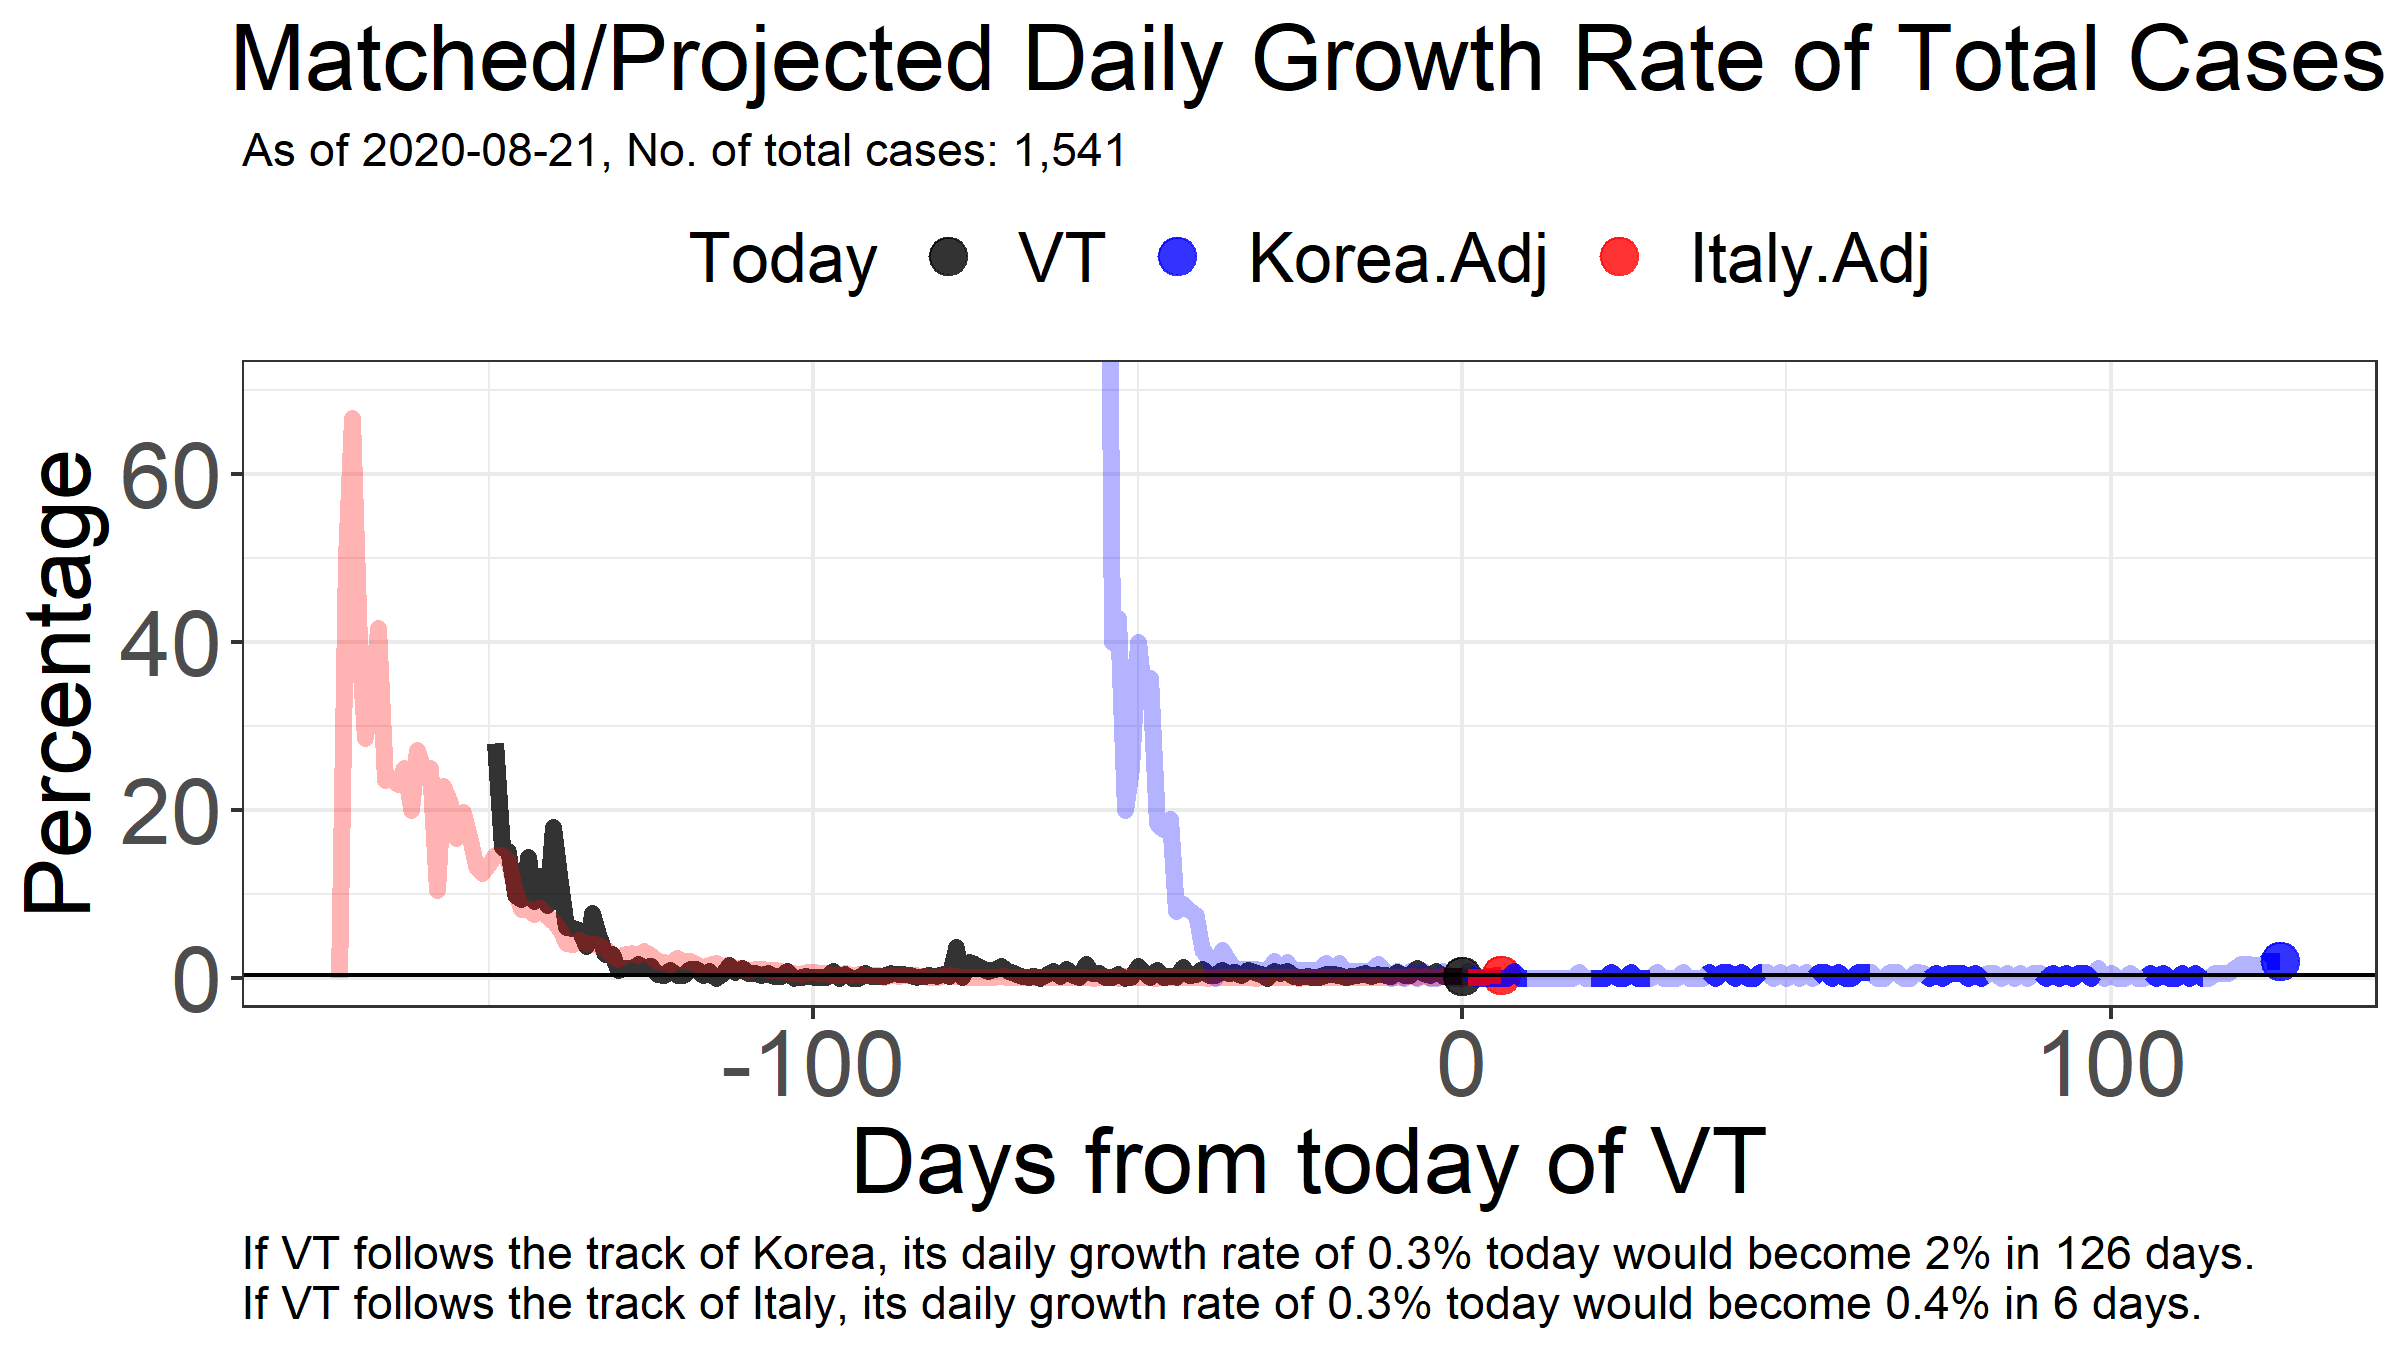 Matched/Projected Daily Growth Rate of Total Cases
As of 2020-08-21, No. of total cases: 1,541
Today VT Korea.Adj Italy.Adj
Percentage
60
40
20
0
-100 0 100
Days from today of VT
If VT follows the track of Korea, its daily growth rate of 0.3% today would become 2% in 126 days.
If VT follows the track of Italy, its daily growth rate of 0.3% today would become 0.4% in 6 days.